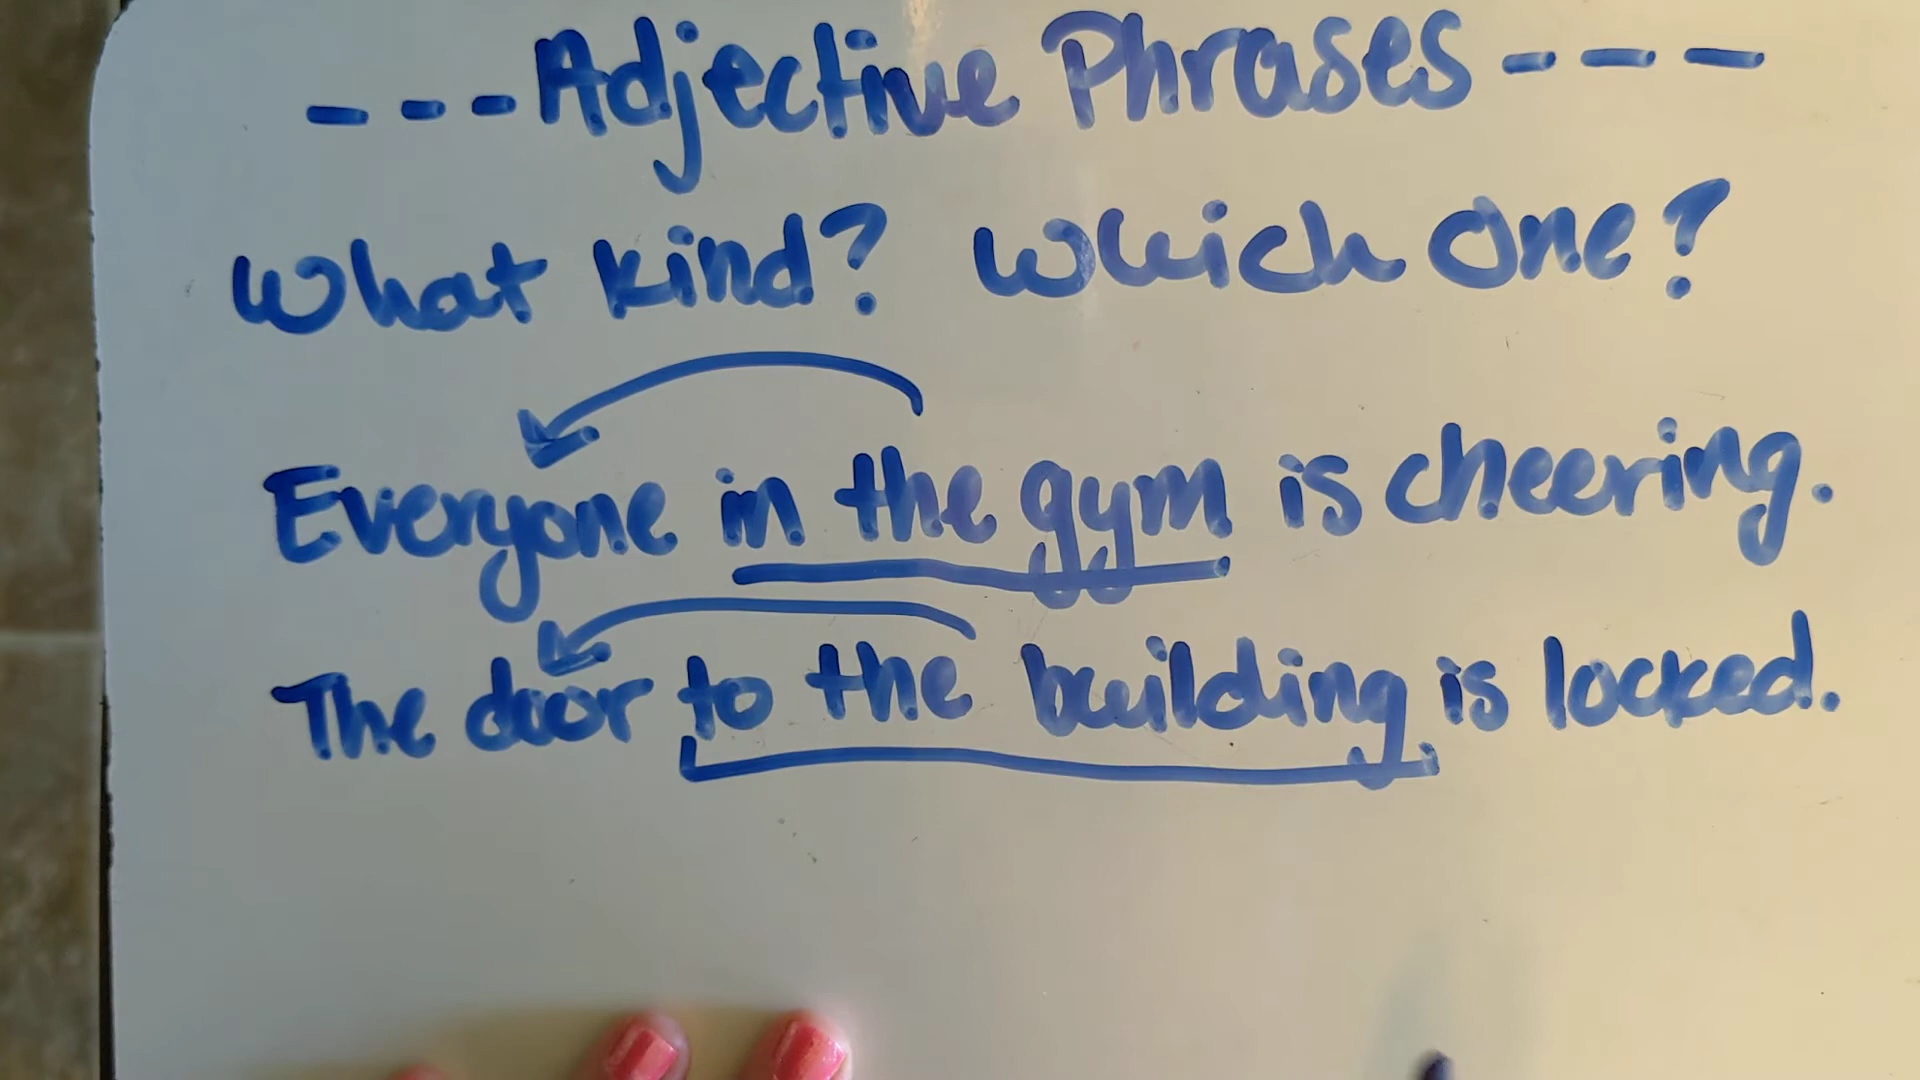 ---Adjective Phrases---
What kind? Which one?
Everyone in the gym is cheering.
The door to the building is locked.